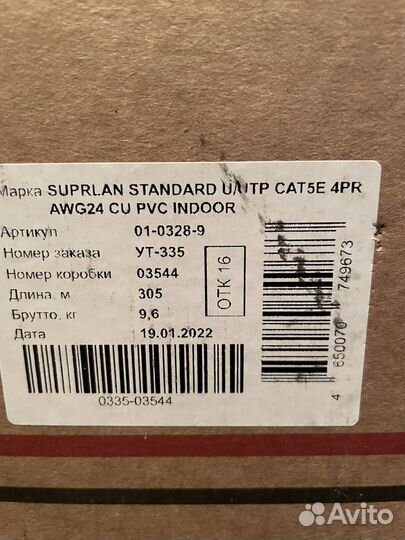 Марка SUPRLAN STANDARD U/UTP CAT5E 4PR
AWG24 CU PVC INDOOR
Артикул 01-0328-9
Номер заказа УТ-335
Номер коробки 03544
Длина, м 305
Брутто, кг 9,6
Дата 19.01.2022
ОТК 16
0335-03544
4 650070 749673
Avito